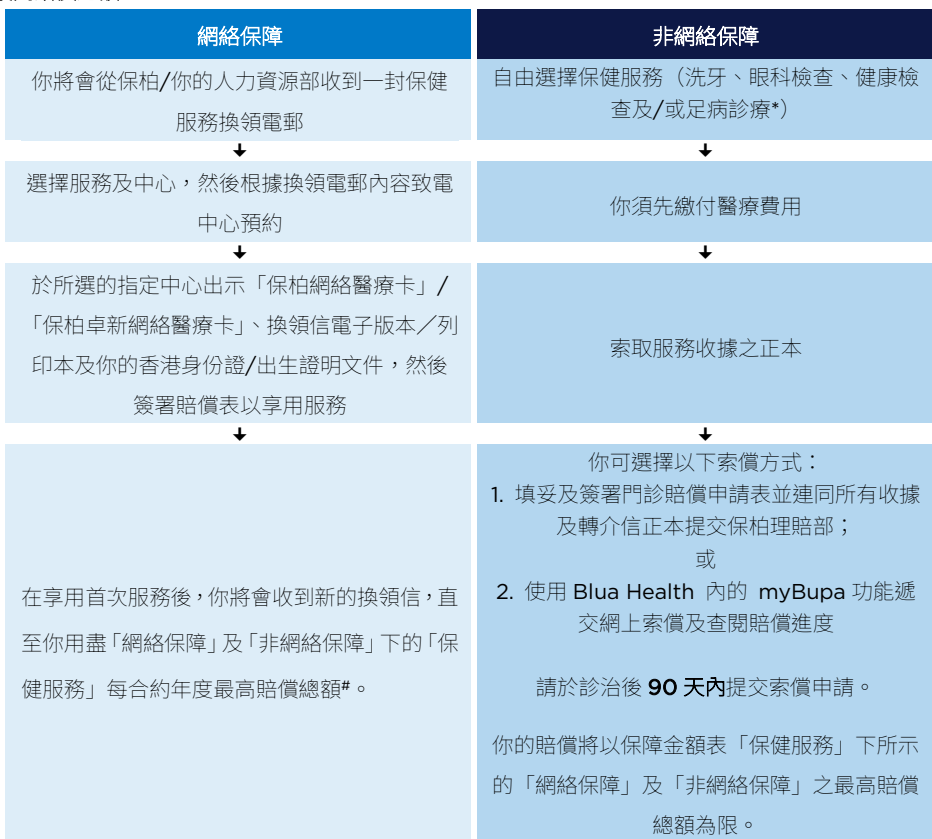 網絡保障
你將會從保柏/你的人力資源部收到一封保健
服務換領電郵
選擇服務及中心，然後根據換領電郵內容致電
中心預約
於所選的指定中心出示「保柏網絡醫療卡」/
「保柏卓新網絡醫療卡」、換領信電子版本／列
印本及你的香港身份證/出生證明文件，然後
簽署賠償表以享用服務
在享用首次服務後，你將會收到新的換領信，直
至你用盡「網絡保障」及「非網絡保障」下的「保
健服務」每合約年度最高賠償總額#。
非網絡保障
自由選擇保健服務（洗牙、眼科檢查、健康檢
查及/或足病診療*）
你須先繳付醫療費用
索取服務收據之正本
你可選擇以下索償方式：
1. 填妥及簽署門診賠償申請表並連同所有收據
及轉介信正本提交保柏理賠部；
或
2. 使用 Blua Health 內的 myBupa 功能遞
交網上索償及查閱賠償進度
請於診治後 90 天內提交索償申請。
你的賠償將以保障金額表「保健服務」下所示
的「網絡保障」及「非網絡保障」之最高賠償
總額為限。